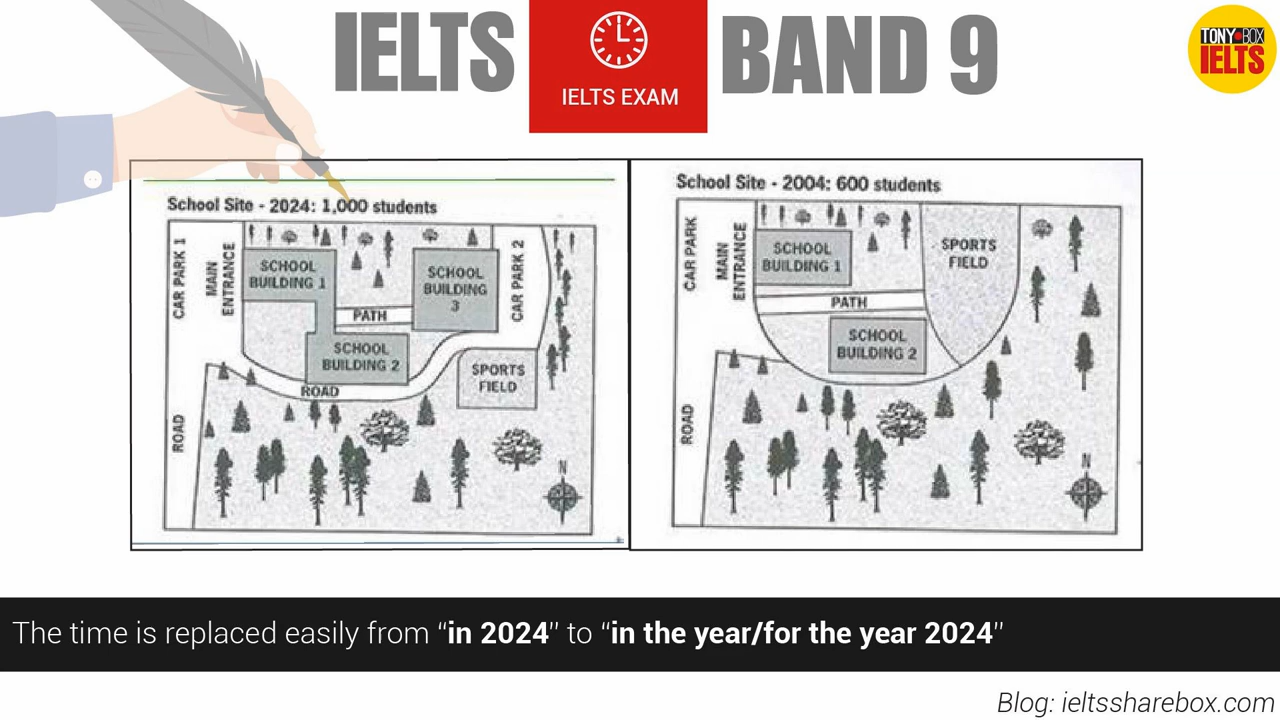 IELTS
IELTS EXAM
BAND 9
TONY BOX
IELTS
School Site - 2024: 1,000 students
CAR PARK 1
MAIN
ENTRANCE
SCHOOL
BUILDING 1
SCHOOL
BUILDING
3
CAR PARK 2
PATH
SCHOOL
BUILDING 2
SPORTS
FIELD
ROAD
ROAD
N
School Site - 2004: 600 students
CAR PARK
MAIN
ENTRANCE
SCHOOL
BUILDING 1
SPORTS
FIELD
PATH
SCHOOL
BUILDING 2
ROAD
N
The time is replaced easily from “in 2024” to “in the year/for the year 2024”
Blog: ieltssharebox.com